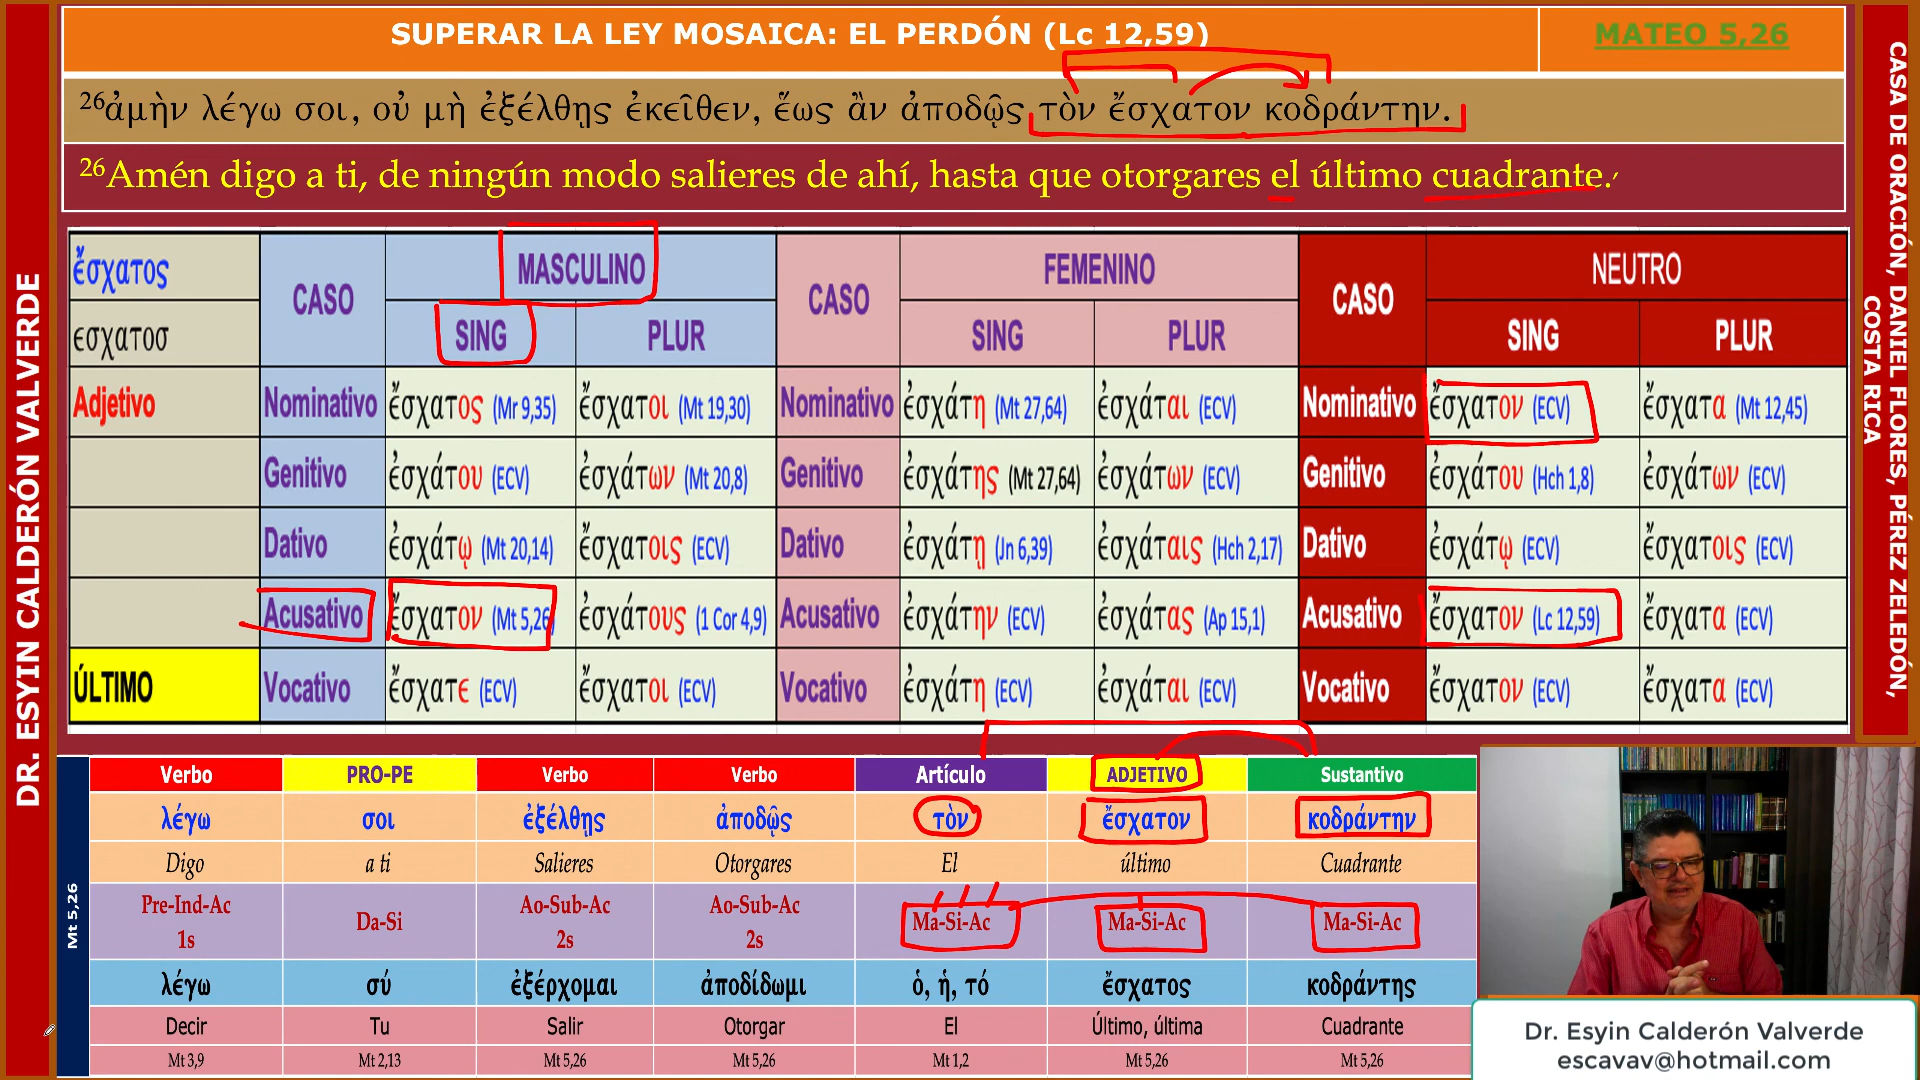 SUPERAR LA LEY MOSAICA: EL PERDÓN (Lc 12,59)
MATEO 5,26
26ἀμὴν λέγω σοι, οὐ μὴ ἐξέλθῃς ἐκεῖθεν, ἕως ἂν ἀποδῷς τὸν ἔσχατον κοδράντην.
26Amén digo a ti, de ningún modo salieres de ahí, hasta que otorgares el último cuadrante.
DR. ESYIN CALDERÓN VALVERDE
CASA DE ORACIÓN, DANIEL FLORES, PÉREZ ZELEDÓN,
COSTA RICA
ἔσχατος CASO MASCULINO CASO FEMENINO CASO NEUTRO
εσχατοσ SING PLUR SING PLUR SING PLUR
Adjetivo Nominativo ἔσχατος (Mr 9,35) ἔσχατοι (Mt 19,30) Nominativo ἐσχάτη (Mt 27,64) ἐσχάται (ECV) Nominativo ἔσχατον (ECV) ἔσχατα (Mt 12,45)
Genitivo ἐσχάτου (ECV) ἐσχάτων (Mt 20,8) Genitivo ἐσχάτης (Mt 27,64) ἐσχάτων (ECV) Genitivo ἐσχάτου (Hch 1,8) ἐσχάτων (ECV)
Dativo ἐσχάτῳ (Mt 20,14) ἔσχατοις (ECV) Dativo ἐσχάτῃ (Jn 6,39) ἐσχάταις (Hch 2,17) Dativo ἐσχάτῳ (ECV) ἔσχατοις (ECV)
Acusativo ἔσχατον (Mt 5,26) ἐσχάτους (1 Cor 4,9) Acusativo ἐσχάτην (ECV) ἐσχάτας (Ap 15,1) Acusativo ἔσχατον (Lc 12,59) ἔσχατα (ECV)
ÚLTIMO Vocativo ἔσχατε (ECV) ἔσχατοι (ECV) Vocativo ἐσχάτη (ECV) ἐσχάται (ECV) Vocativo ἔσχατον (ECV) ἔσχατα (ECV)
Mt 5,26
Verbo PRO-PE Verbo Verbo Artículo ADJETIVO Sustantivo
λέγω σοι ἐξέλθῃς ἀποδῷς τὸν ἔσχατον κοδράντην
Digo a ti Salieres Otorgares El último Cuadrante
Pre-Ind-Ac Da-Si Ao-Sub-Ac Ao-Sub-Ac Ma-Si-Ac Ma-Si-Ac Ma-Si-Ac
1s 2s 2s
λέγω σύ ἐξέρχομαι ἀποδίδωμι ὁ, ἡ, τό ἔσχατος κοδράντης
Decir Tu Salir Otorgar El Último, última Cuadrante
Mt 3,9 Mt 2,13 Mt 5,26 Mt 5,26 Mt 1,2 Mt 5,26 Mt 5,26
Dr. Esyin Calderón Valverde
escavav@hotmail.com